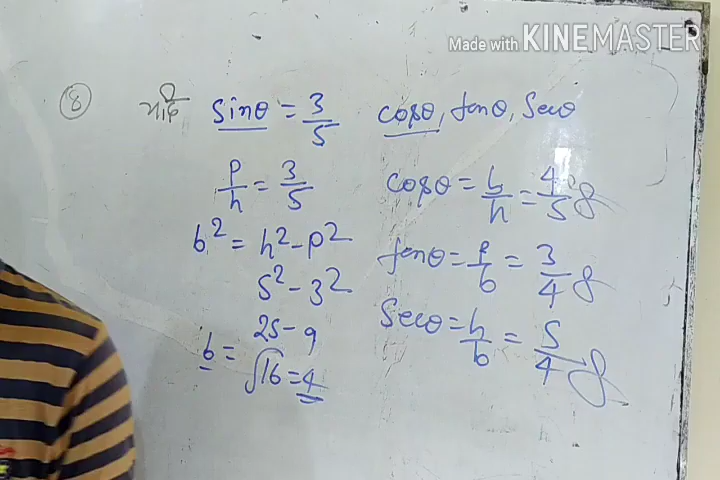 Made with KINEMASTER
8 यदि sinθ = 3/5 cosθ, tanθ, secθ
p/h = 3/5
cosθ = b/h = 4/5
b² = h² - p²
tanθ = p/b = 3/4
5² - 3²
secθ = h/b = 5/4
25 - 9
b = √16 = 4